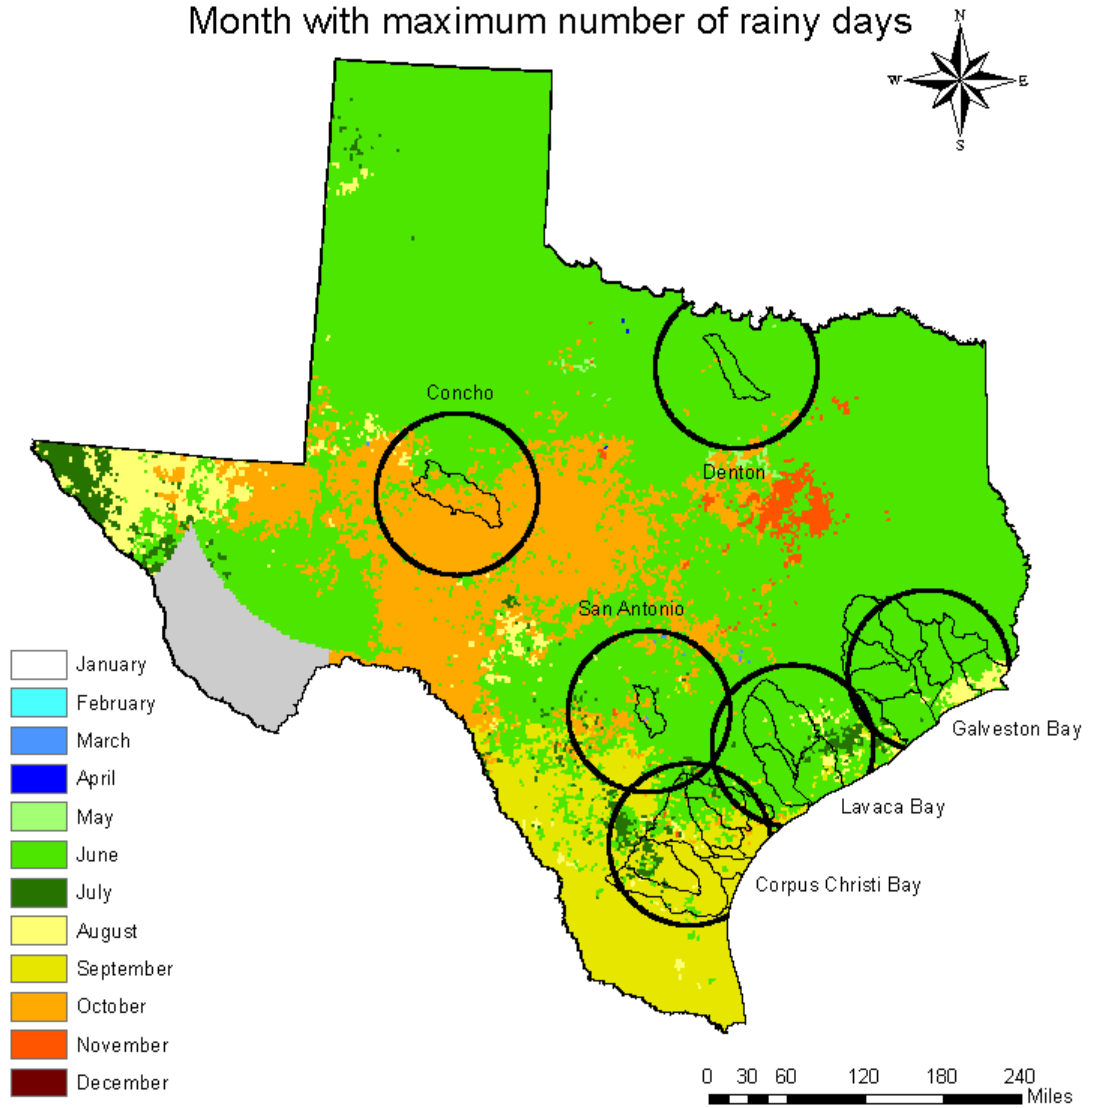 Month with maximum number of rainy days
N
W
E
S
Concho
Denton
San Antonio
Galveston Bay
Lavaca Bay
Corpus Christi Bay
January
February
March
April
May
June
July
August
September
October
November
December
0 30 60 120 180 240
Miles